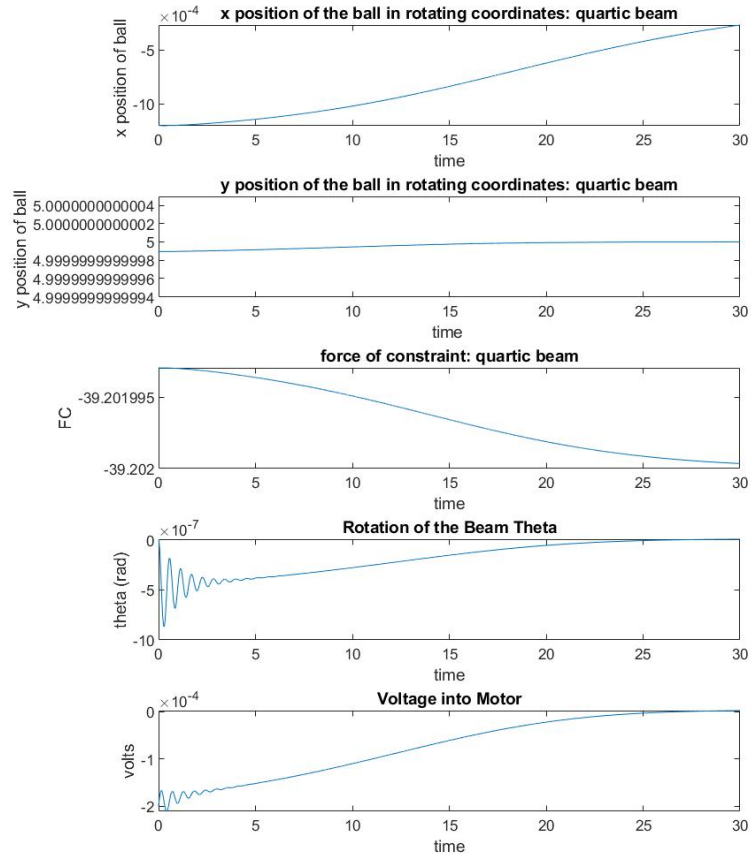 x position of the ball in rotating coordinates: quartic beam
×10⁻⁴
x position of ball
-5
-10
0 5 10 15 20 25 30
time
y position of the ball in rotating coordinates: quartic beam
y position of ball
5.0000000000004
5.0000000000002
5
4.9999999999998
4.9999999999996
4.9999999999994
0 5 10 15 20 25 30
time
force of constraint: quartic beam
FC
-39.201995
-39.202
0 5 10 15 20 25 30
time
Rotation of the Beam Theta
×10⁻⁷
theta (rad)
0
-5
-10
0 5 10 15 20 25 30
time
Voltage into Motor
×10⁻⁴
volts
0
-1
-2
0 5 10 15 20 25 30
time